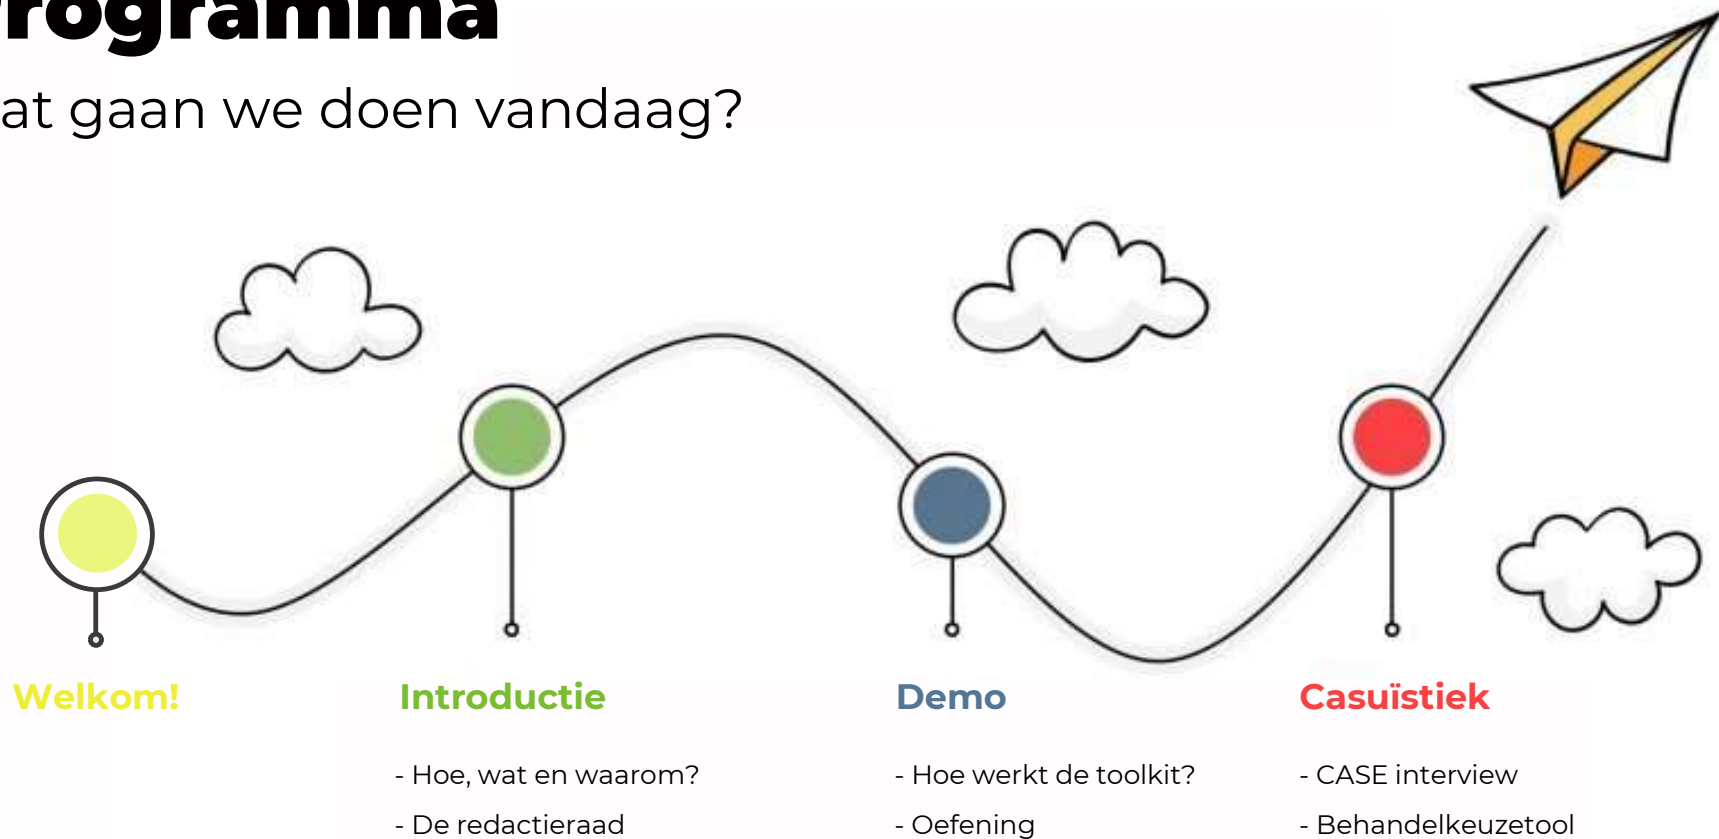 rogramma
at gaan we doen vandaag?
Welkom!
Introductie
- Hoe, wat en waarom?
- De redactieraad
Demo
- Hoe werkt de toolkit?
- Oefening
Casuïstiek
- CASE interview
- Behandelkeuzetool